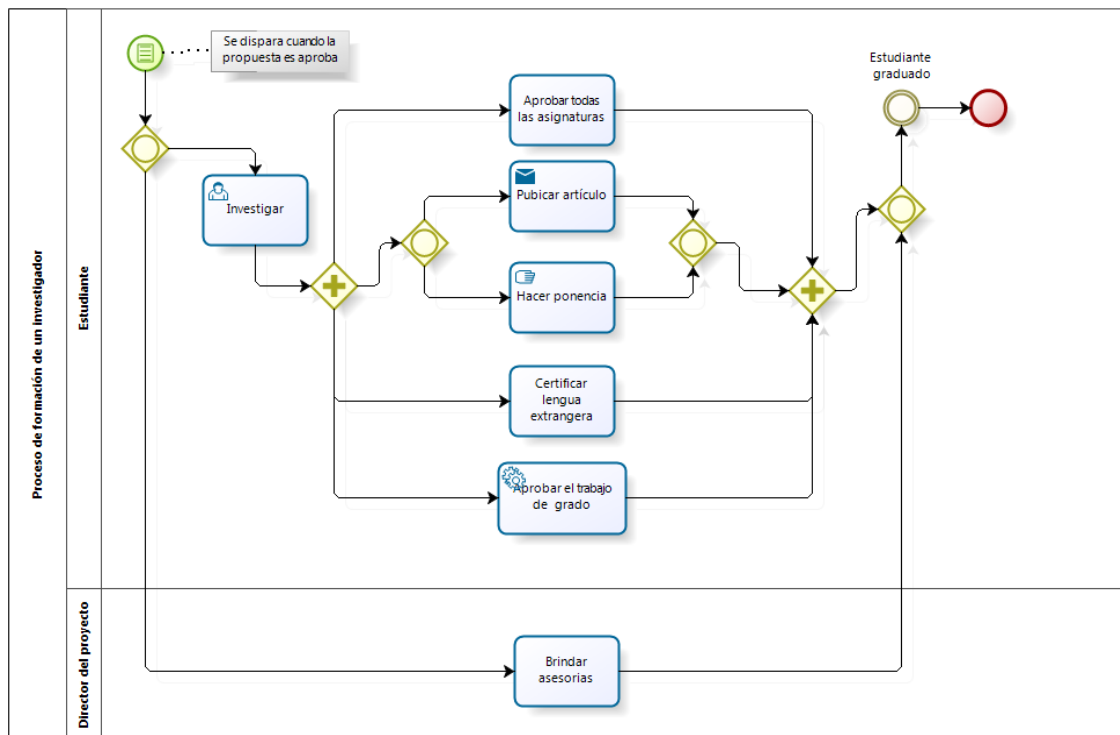 Proceso de formación de un investigador
Estudiante
Se dispara cuando la
propuesta es aproba
Investigar
Aprobar todas
las asignaturas
Pubicar artículo
Hacer ponencia
Certificar
lengua
extrangera
Aprobar el trabajo
de grado
Estudiante
graduado
Director del proyecto
Brindar
asesorias